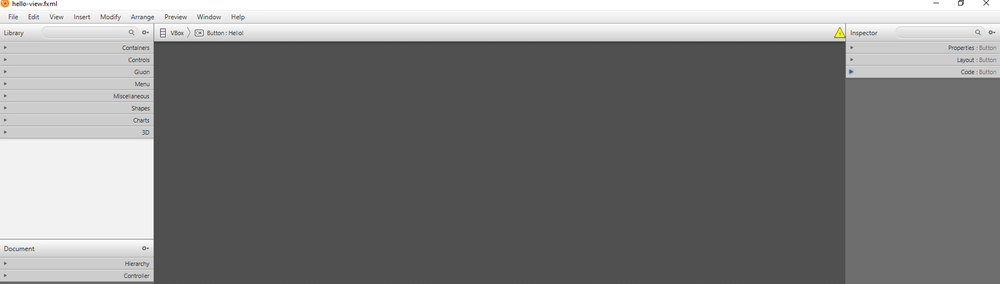 hello-view.fxml
File Edit View Insert Modify Arrange Preview Window Help
Library
Containers
Controls
Gluon
Menu
Miscellaneous
Shapes
Charts
3D
Document
Hierarchy
Controller
VBox OK Button : Hello!
1
Inspector
Properties : Button
Layout : Button
Code : Button